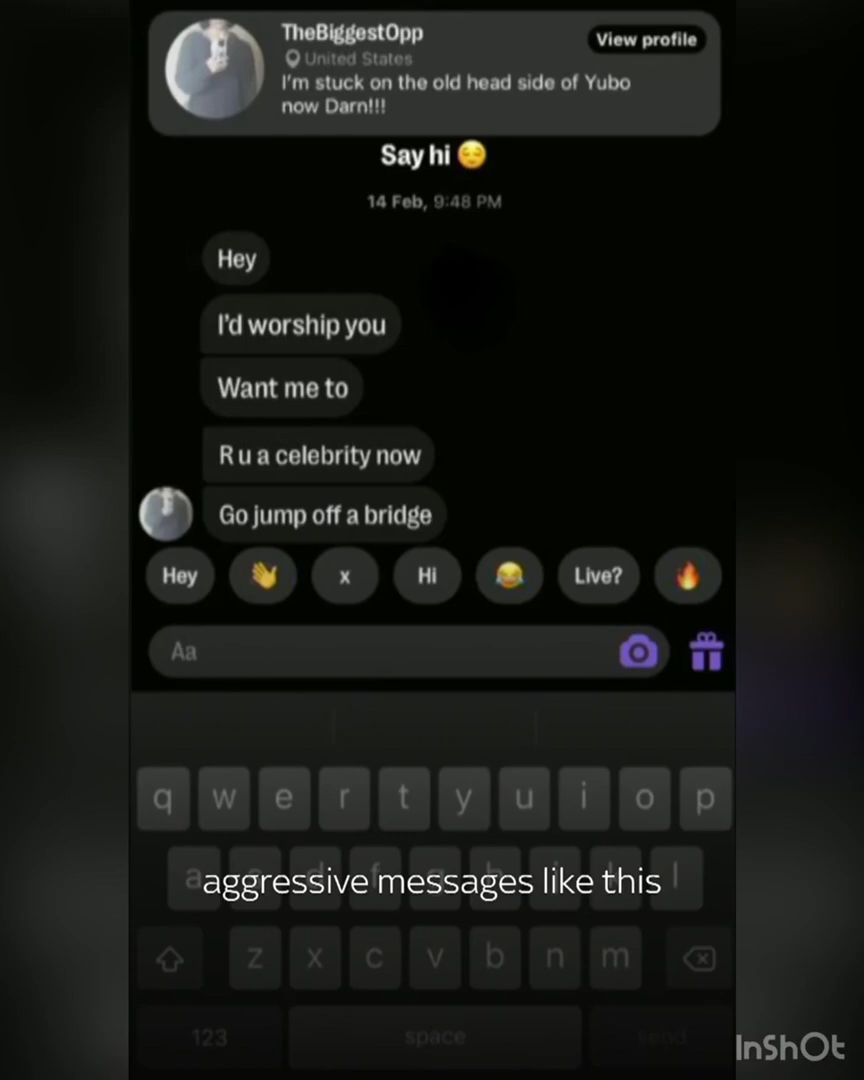 TheBiggestOpp
View profile
United States
I'm stuck on the old head side of Yubo
now Darn!!!
Say hi 😌
14 Feb, 9:48 PM
Hey
I'd worship you
Want me to
R u a celebrity now
Go jump off a bridge
Hey 👋 x Hi 😂 Live? 🔥
Aa
q w e r t y u i o p
a l
aggressive messages like this
z x c v b n m
123 space send
InShOt